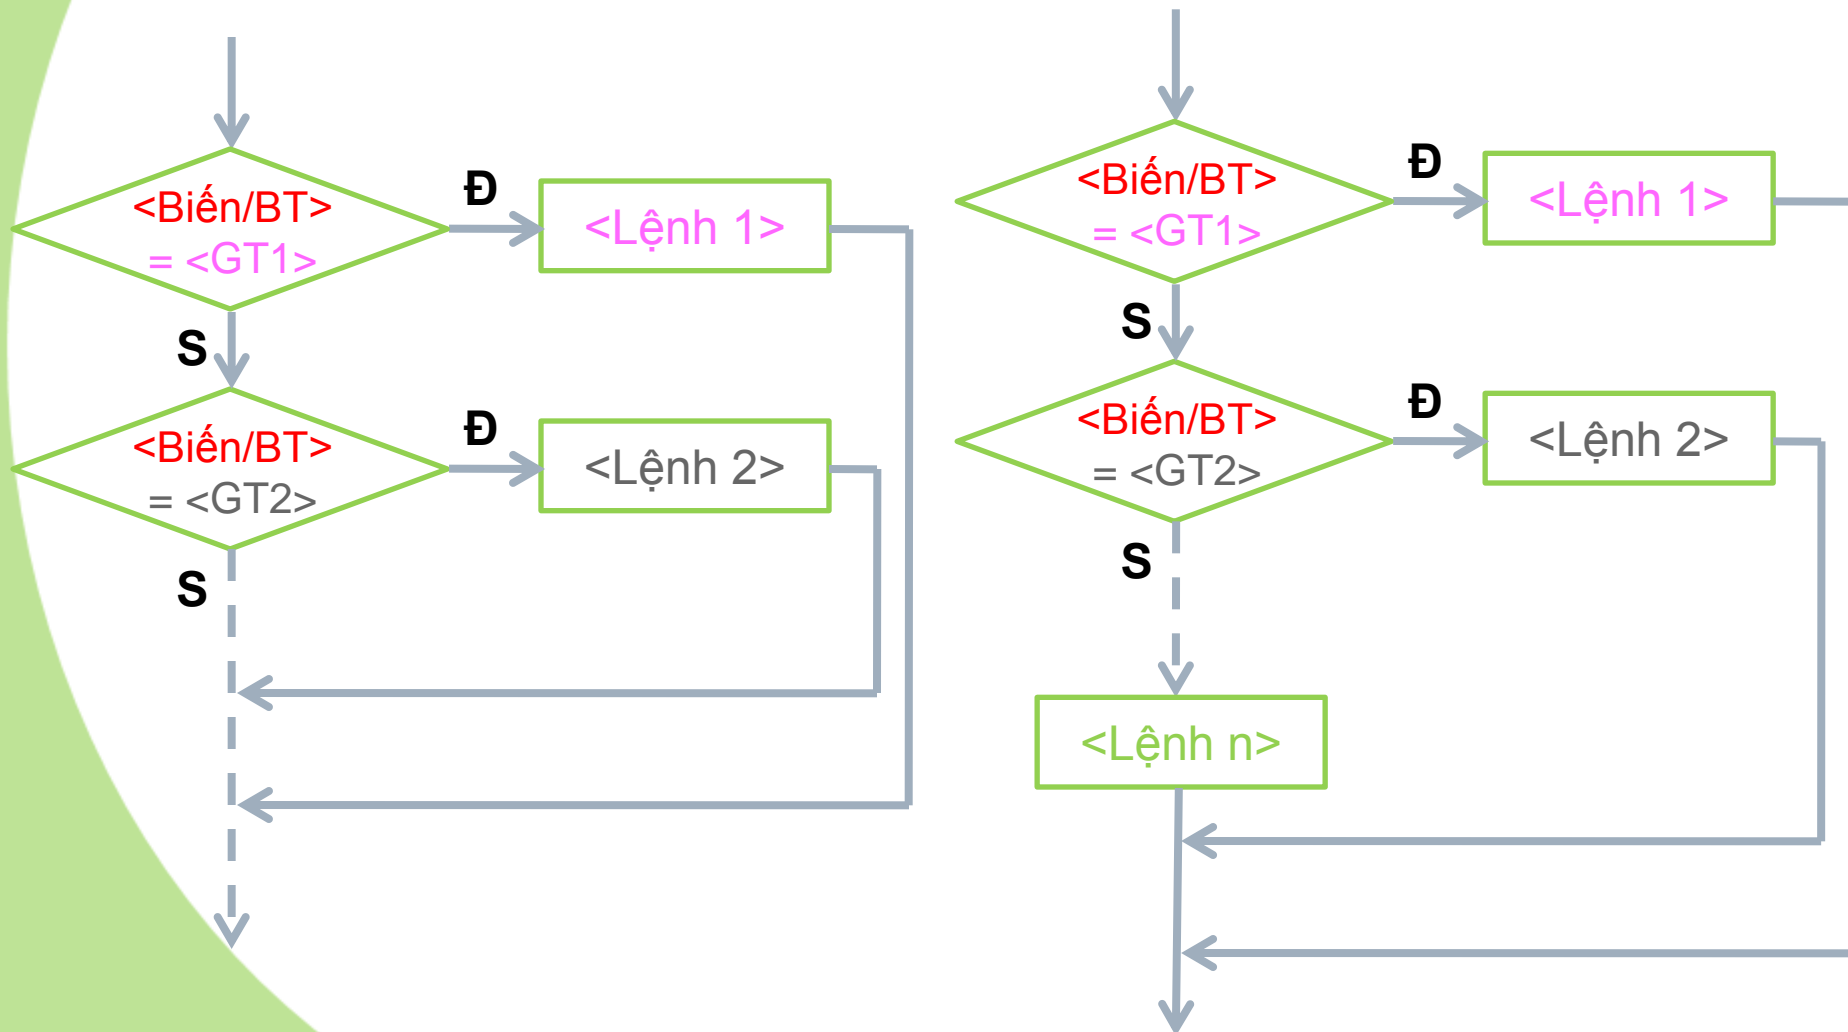 <Biến/BT>
= <GT1>
Đ
<Lệnh 1>
S
<Biến/BT>
= <GT2>
Đ
<Lệnh 2>
S
<Biến/BT>
= <GT1>
Đ
<Lệnh 1>
S
<Biến/BT>
= <GT2>
Đ
<Lệnh 2>
S
<Lệnh n>